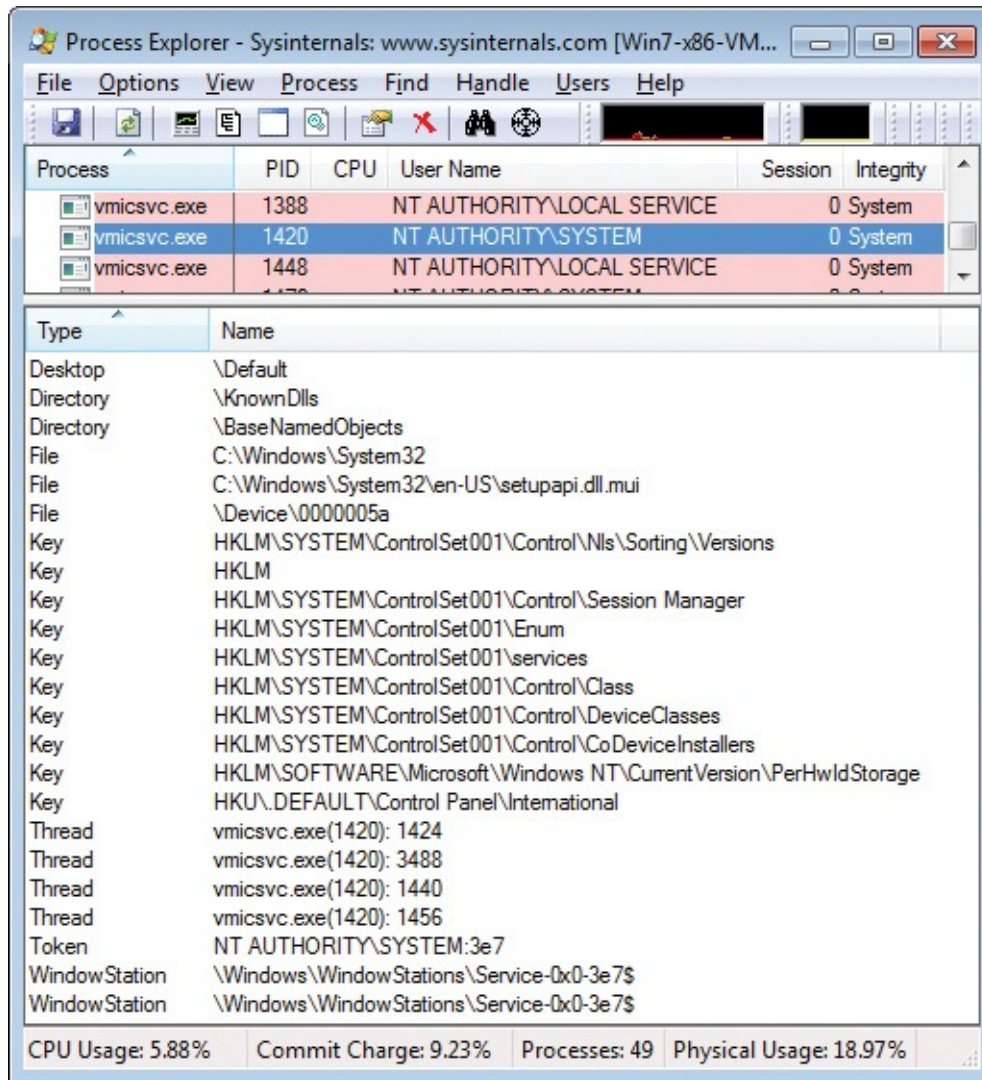 Process Explorer - Sysinternals: www.sysinternals.com [Win7-x86-VM...
File Options View Process Find Handle Users Help
Process PID CPU User Name Session Integrity
vmicsvc.exe 1388 NT AUTHORITY\LOCAL SERVICE 0 System
vmicsvc.exe 1420 NT AUTHORITY\SYSTEM 0 System
vmicsvc.exe 1448 NT AUTHORITY\LOCAL SERVICE 0 System
Type Name
Desktop \Default
Directory \KnownDlls
Directory \BaseNamedObjects
File C:\Windows\System32
File C:\Windows\System32\en-US\setupapi.dll.mui
File \Device\0000005a
Key HKLM\SYSTEM\ControlSet001\Control\Nls\Sorting\Versions
Key HKLM
Key HKLM\SYSTEM\ControlSet001\Control\Session Manager
Key HKLM\SYSTEM\ControlSet001\Enum
Key HKLM\SYSTEM\ControlSet001\services
Key HKLM\SYSTEM\ControlSet001\Control\Class
Key HKLM\SYSTEM\ControlSet001\Control\DeviceClasses
Key HKLM\SYSTEM\ControlSet001\Control\CoDeviceInstallers
Key HKLM\SOFTWARE\Microsoft\Windows NT\CurrentVersion\PerHwIdStorage
Key HKU\.DEFAULT\Control Panel\International
Thread vmicsvc.exe(1420): 1424
Thread vmicsvc.exe(1420): 3488
Thread vmicsvc.exe(1420): 1440
Thread vmicsvc.exe(1420): 1456
Token NT AUTHORITY\SYSTEM:3e7
WindowStation \Windows\WindowStations\Service-0x0-3e7$
WindowStation \Windows\WindowStations\Service-0x0-3e7$
CPU Usage: 5.88% Commit Charge: 9.23% Processes: 49 Physical Usage: 18.97%